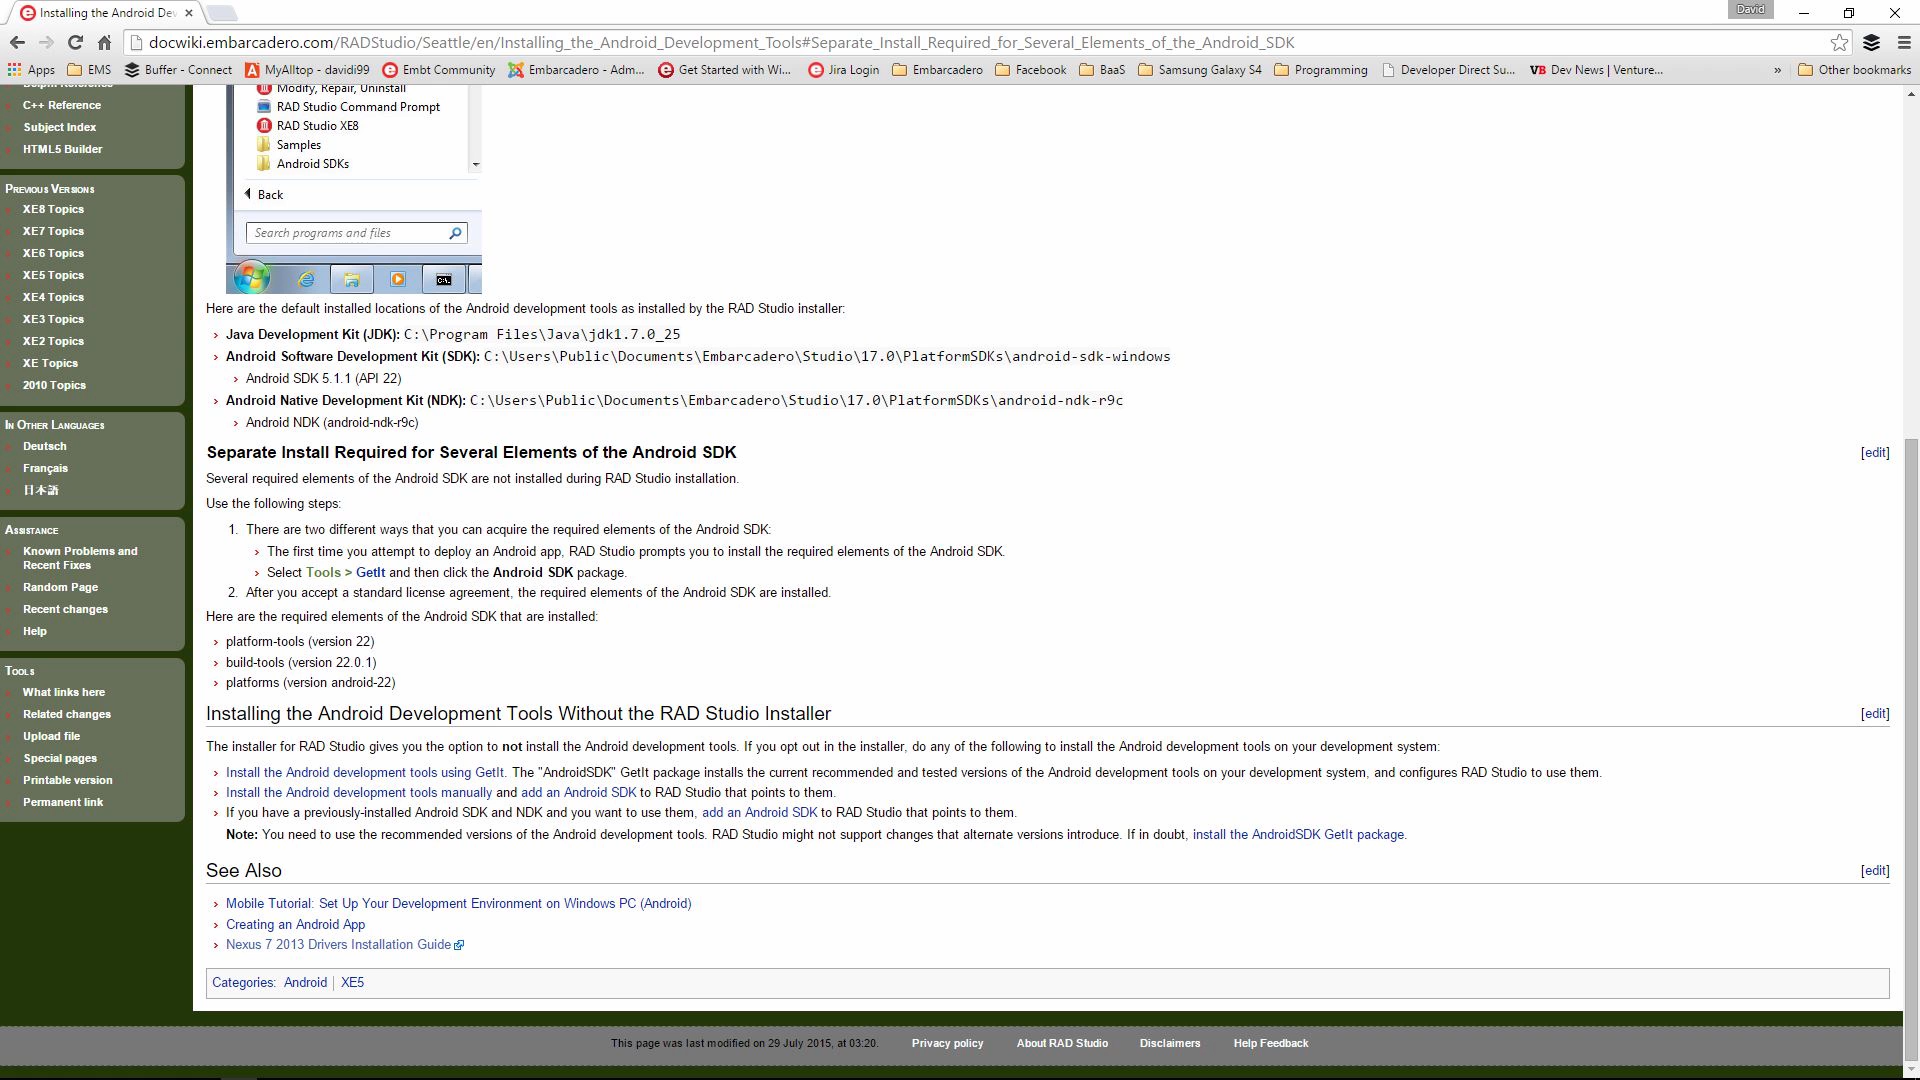 Installing the Android Dev
David
docwiki.embarcadero.com/RADStudio/Seattle/en/Installing_the_Android_Development_Tools#Separate_Install_Required_for_Several_Elements_of_the_Android_SDK
Apps EMS Buffer - Connect MyAlltop - davidi99 Embt Community Embarcadero - Adm... Get Started with Wi... Jira Login Embarcadero Facebook BaaS Samsung Galaxy S4 Programming Developer Direct Su... VB Dev News | Venture... » Other bookmarks
Delphi Reference
C++ Reference
Subject Index
HTML5 Builder
Previous Versions
XE8 Topics
XE7 Topics
XE6 Topics
XE5 Topics
XE4 Topics
XE3 Topics
XE2 Topics
XE Topics
2010 Topics
In Other Languages
Deutsch
Français
日本語
Assistance
Known Problems and
Recent Fixes
Random Page
Recent changes
Help
Tools
What links here
Related changes
Upload file
Special pages
Printable version
Permanent link
Modify, Repair, Uninstall
RAD Studio Command Prompt
RAD Studio XE8
Samples
Android SDKs
Back
Search programs and files
C:\.
Here are the default installed locations of the Android development tools as installed by the RAD Studio installer:
› Java Development Kit (JDK): C:\Program Files\Java\jdk1.7.0_25
› Android Software Development Kit (SDK): C:\Users\Public\Documents\Embarcadero\Studio\17.0\PlatformSDKs\android-sdk-windows
› Android SDK 5.1.1 (API 22)
› Android Native Development Kit (NDK): C:\Users\Public\Documents\Embarcadero\Studio\17.0\PlatformSDKs\android-ndk-r9c
› Android NDK (android-ndk-r9c)
Separate Install Required for Several Elements of the Android SDK [edit]
Several required elements of the Android SDK are not installed during RAD Studio installation.
Use the following steps:
1. There are two different ways that you can acquire the required elements of the Android SDK:
› The first time you attempt to deploy an Android app, RAD Studio prompts you to install the required elements of the Android SDK.
› Select Tools > GetIt and then click the Android SDK package.
2. After you accept a standard license agreement, the required elements of the Android SDK are installed.
Here are the required elements of the Android SDK that are installed:
› platform-tools (version 22)
› build-tools (version 22.0.1)
› platforms (version android-22)
Installing the Android Development Tools Without the RAD Studio Installer [edit]
The installer for RAD Studio gives you the option to not install the Android development tools. If you opt out in the installer, do any of the following to install the Android development tools on your development system:
› Install the Android development tools using GetIt. The "AndroidSDK" GetIt package installs the current recommended and tested versions of the Android development tools on your development system, and configures RAD Studio to use them.
› Install the Android development tools manually and add an Android SDK to RAD Studio that points to them.
› If you have a previously-installed Android SDK and NDK and you want to use them, add an Android SDK to RAD Studio that points to them.
Note: You need to use the recommended versions of the Android development tools. RAD Studio might not support changes that alternate versions introduce. If in doubt, install the AndroidSDK GetIt package.
See Also [edit]
› Mobile Tutorial: Set Up Your Development Environment on Windows PC (Android)
› Creating an Android App
› Nexus 7 2013 Drivers Installation Guide
Categories: Android | XE5
This page was last modified on 29 July 2015, at 03:20. Privacy policy About RAD Studio Disclaimers Help Feedback